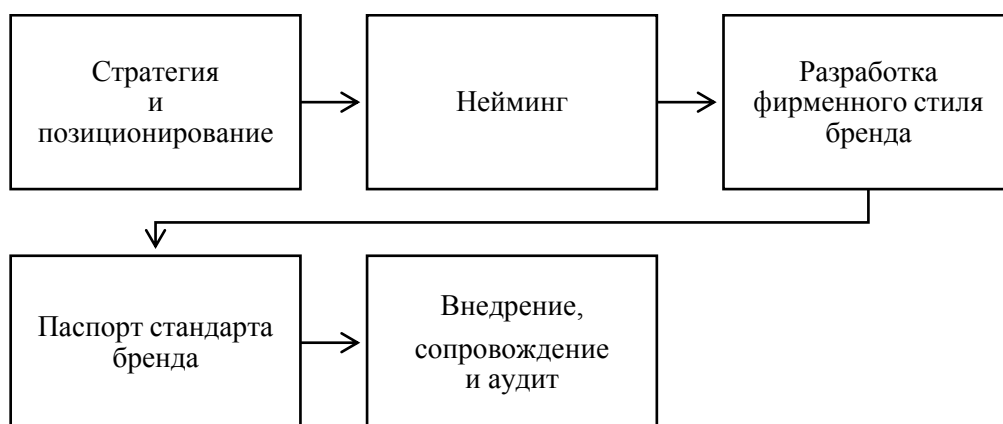 Стратегия
и
позиционирование
Нейминг
Разработка
фирменного стиля
бренда
Паспорт стандарта
бренда
Внедрение,
сопровождение
и аудит